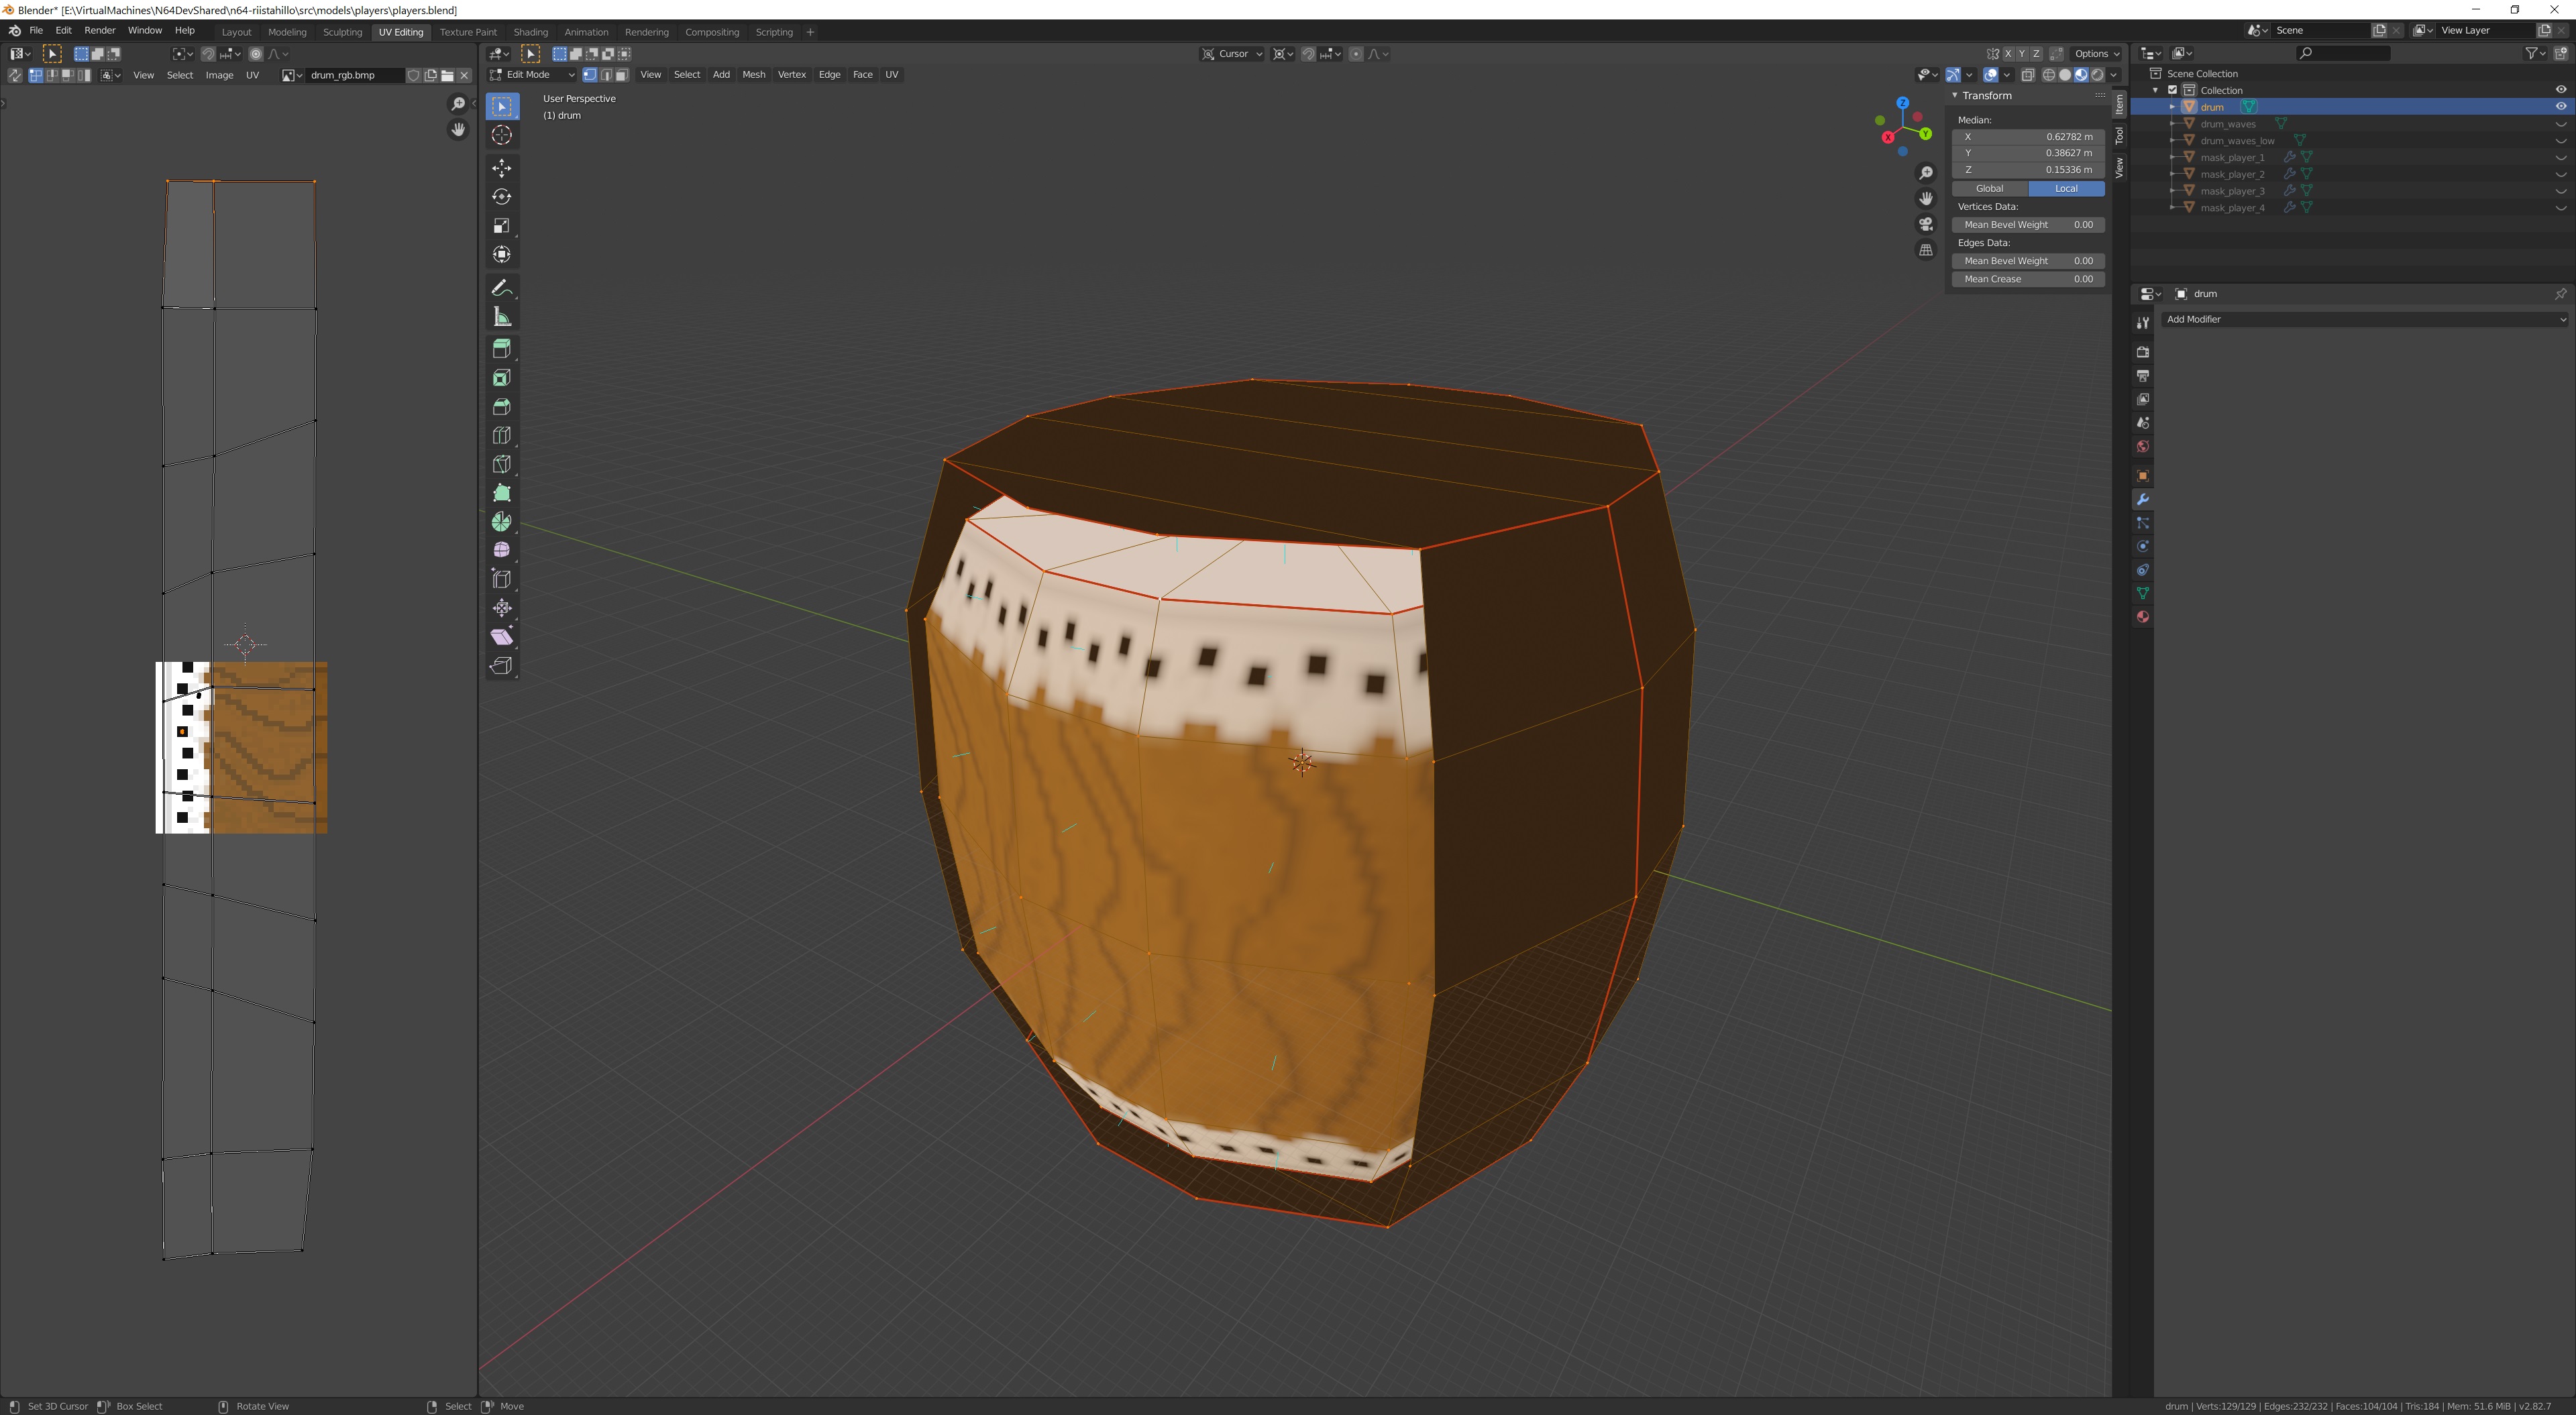 Blender* [E:\VirtualMachines\N64DevShared\n64-riistahillo\src\models\players\players.blend]
File Edit Render Window Help Layout Modeling Sculpting UV Editing Texture Paint Shading Animation Rendering Compositing Scripting + Scene View Layer
Cursor X Y Z Options
View Select Image UV drum_rgb.bmp Edit Mode View Select Add Mesh Vertex Edge Face UV
User Perspective
(1) drum
Z
Y
X
Transform
Median:
X 0.62782 m
Y 0.38627 m
Z 0.15336 m
Global Local
Vertices Data:
Mean Bevel Weight 0.00
Edges Data:
Mean Bevel Weight 0.00
Mean Crease 0.00
Item
Tool
View
Scene Collection
Collection
drum
drum_waves
drum_waves_low
mask_player_1
mask_player_2
mask_player_3
mask_player_4
drum
Add Modifier
Set 3D Cursor Box Select Rotate View Select Move drum | Verts:129/129 | Edges:232/232 | Faces:104/104 | Tris:184 | Mem: 51.6 MiB | v2.82.7